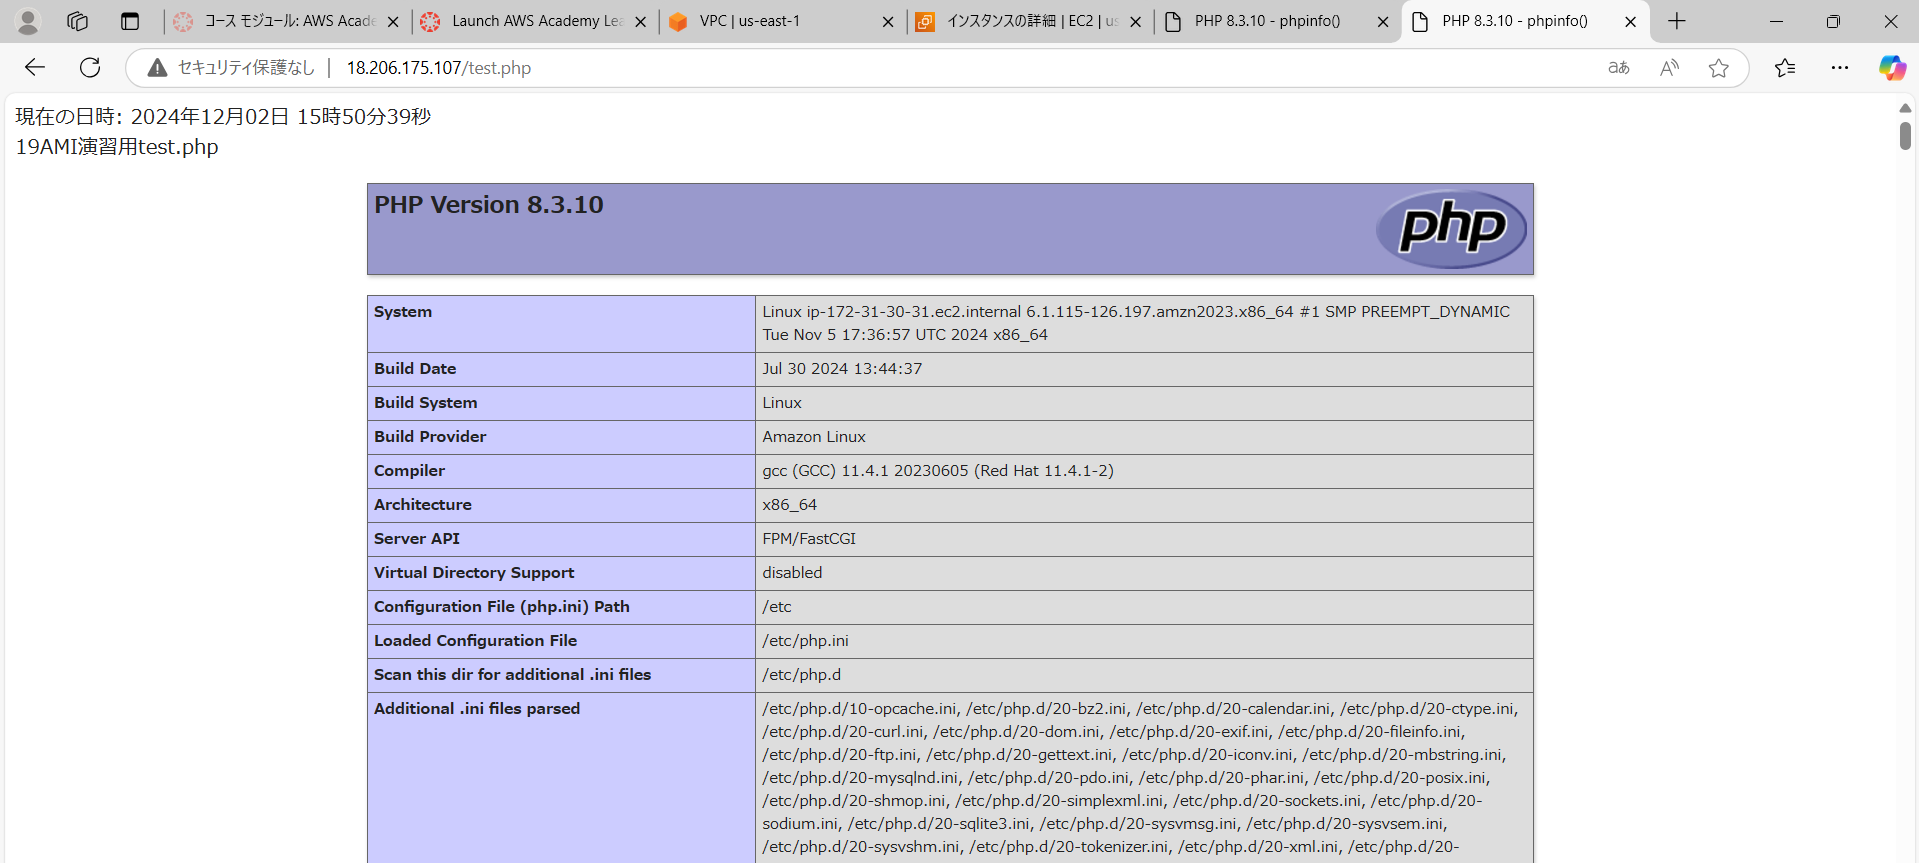 コース モジュール: AWS Acade
Launch AWS Academy Lea
VPC | us-east-1
インスタンスの詳細 | EC2 | us
PHP 8.3.10 - phpinfo()
PHP 8.3.10 - phpinfo()
セキュリティ保護なし | 18.206.175.107/test.php
現在の日時: 2024年12月02日 15時50分39秒
19AMI演習用test.php
PHP Version 8.3.10
php
System
Linux ip-172-31-30-31.ec2.internal 6.1.115-126.197.amzn2023.x86_64 #1 SMP PREEMPT_DYNAMIC
Tue Nov 5 17:36:57 UTC 2024 x86_64
Build Date
Jul 30 2024 13:44:37
Build System
Linux
Build Provider
Amazon Linux
Compiler
gcc (GCC) 11.4.1 20230605 (Red Hat 11.4.1-2)
Architecture
x86_64
Server API
FPM/FastCGI
Virtual Directory Support
disabled
Configuration File (php.ini) Path
/etc
Loaded Configuration File
/etc/php.ini
Scan this dir for additional .ini files
/etc/php.d
Additional .ini files parsed
/etc/php.d/10-opcache.ini, /etc/php.d/20-bz2.ini, /etc/php.d/20-calendar.ini, /etc/php.d/20-ctype.ini,
/etc/php.d/20-curl.ini, /etc/php.d/20-dom.ini, /etc/php.d/20-exif.ini, /etc/php.d/20-fileinfo.ini,
/etc/php.d/20-ftp.ini, /etc/php.d/20-gettext.ini, /etc/php.d/20-iconv.ini, /etc/php.d/20-mbstring.ini,
/etc/php.d/20-mysqlnd.ini, /etc/php.d/20-pdo.ini, /etc/php.d/20-phar.ini, /etc/php.d/20-posix.ini,
/etc/php.d/20-shmop.ini, /etc/php.d/20-simplexml.ini, /etc/php.d/20-sockets.ini, /etc/php.d/20-
sodium.ini, /etc/php.d/20-sqlite3.ini, /etc/php.d/20-sysvmsg.ini, /etc/php.d/20-sysvsem.ini,
/etc/php.d/20-sysvshm.ini, /etc/php.d/20-tokenizer.ini, /etc/php.d/20-xml.ini, /etc/php.d/20-